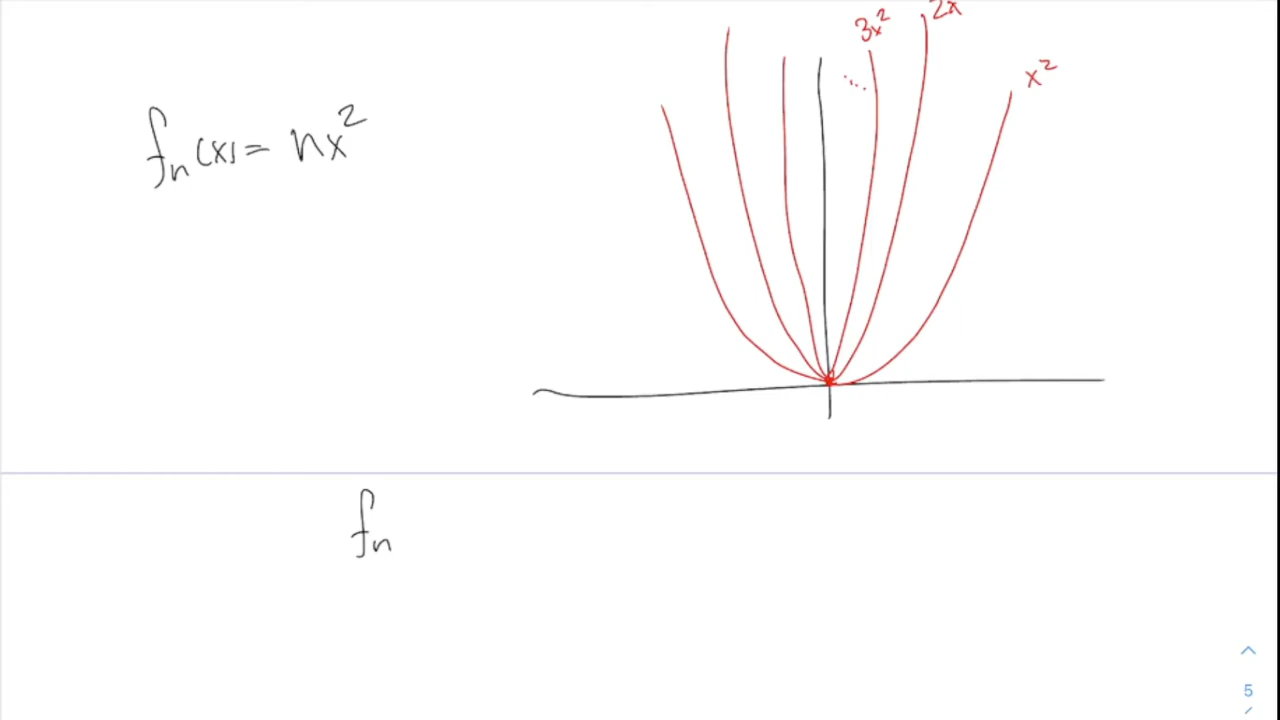 3x²
2x
x²
fₙ(x) = nx²
fₙ
5